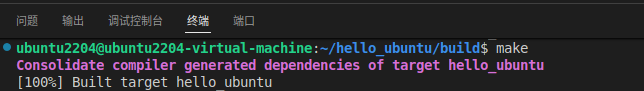 问题 输出 调试控制台 终端 端口
ubuntu2204@ubuntu2204-virtual-machine:~/hello_ubuntu/build$ make
Consolidate compiler generated dependencies of target hello_ubuntu
[100%] Built target hello_ubuntu